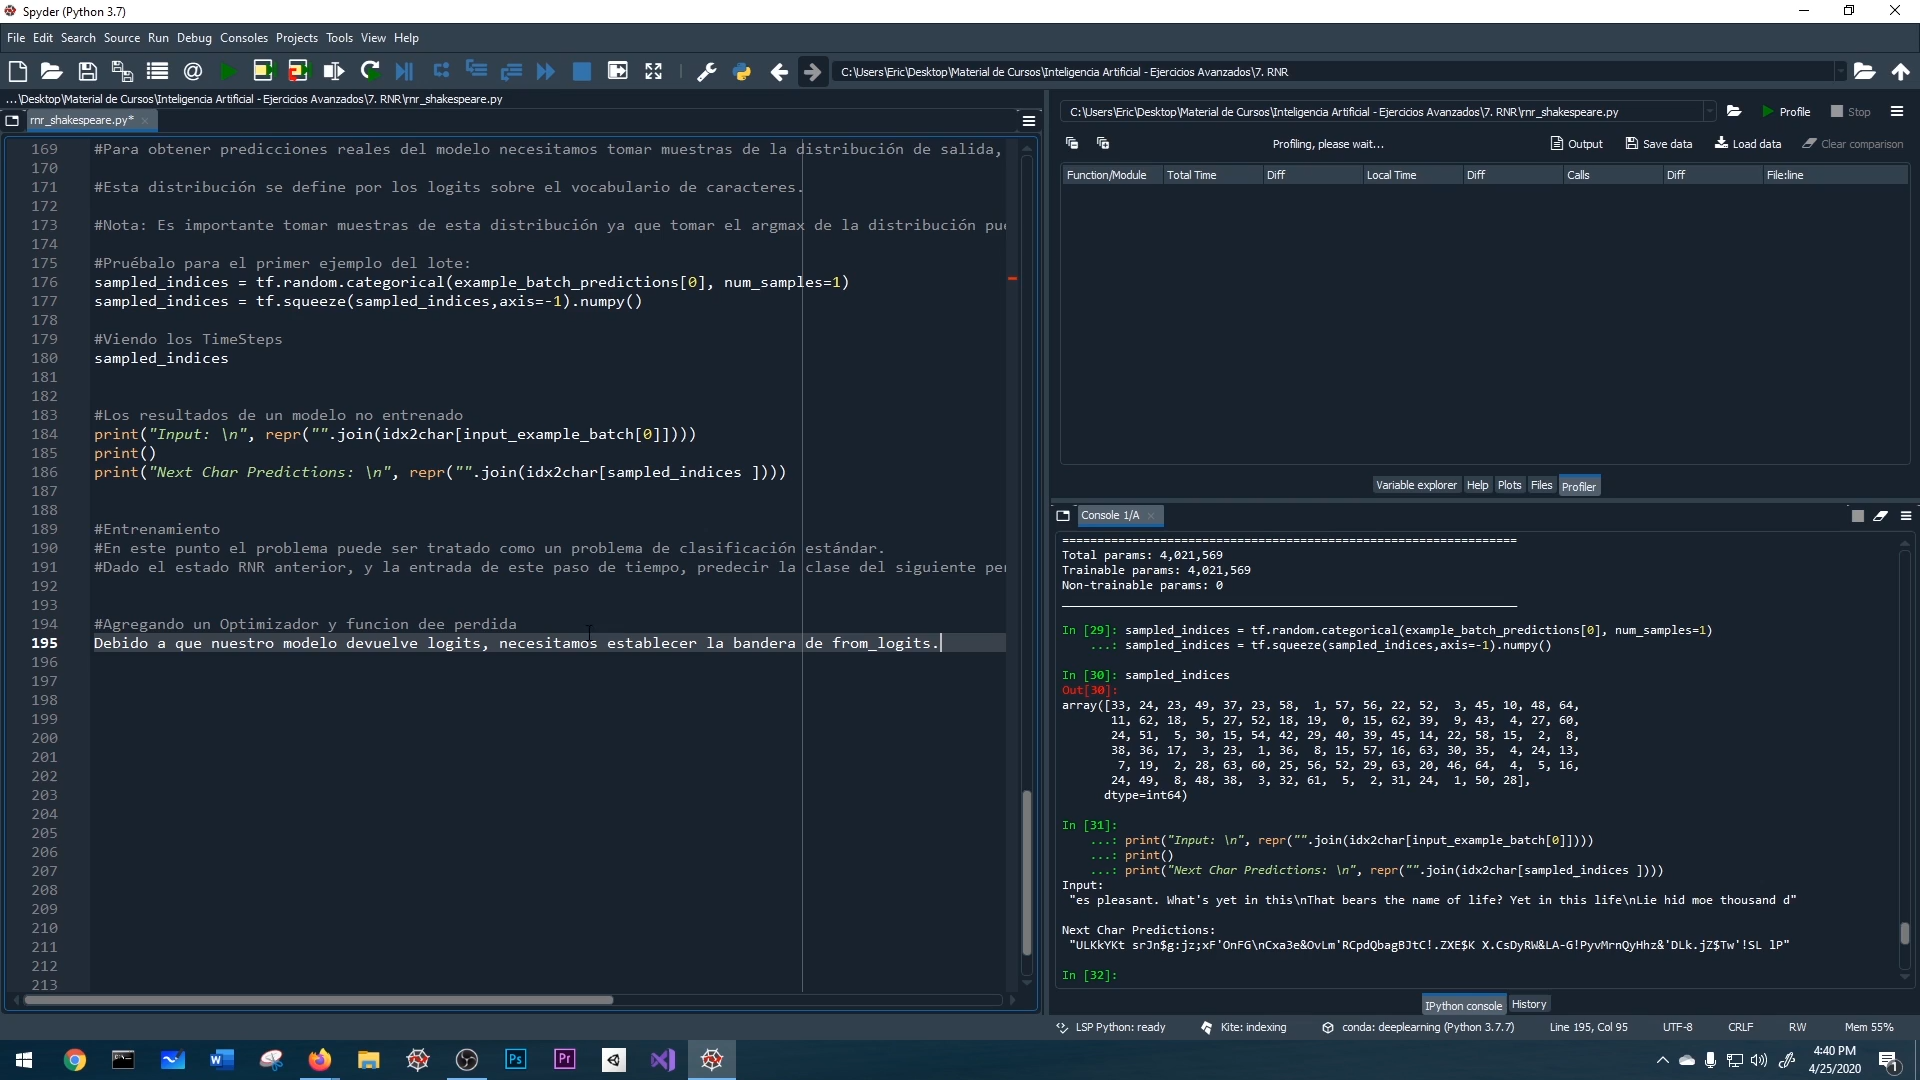 Spyder (Python 3.7)
File Edit Search Source Run Debug Consoles Projects Tools View Help
C:\Users\Eric\Desktop\Material de Cursos\Inteligencia Artificial - Ejercicios Avanzados\7. RNR
...\Desktop\Material de Cursos\Inteligencia Artificial - Ejercicios Avanzados\7. RNR\rnr_shakespeare.py
rnr_shakespeare.py*
169 #Para obtener predicciones reales del modelo necesitamos tomar muestras de la distribución de salida,
170
171 #Esta distribución se define por los logits sobre el vocabulario de caracteres.
172
173 #Nota: Es importante tomar muestras de esta distribución ya que tomar el argmax de la distribución pue
174
175 #Pruébalo para el primer ejemplo del lote:
176 sampled_indices = tf.random.categorical(example_batch_predictions[0], num_samples=1)
177 sampled_indices = tf.squeeze(sampled_indices,axis=-1).numpy()
178
179 #Viendo los TimeSteps
180 sampled_indices
181
182
183 #Los resultados de un modelo no entrenado
184 print("Input: \n", repr("".join(idx2char[input_example_batch[0]])))
185 print()
186 print("Next Char Predictions: \n", repr("".join(idx2char[sampled_indices ])))
187
188
189 #Entrenamiento
190 #En este punto el problema puede ser tratado como un problema de clasificación estándar.
191 #Dado el estado RNR anterior, y la entrada de este paso de tiempo, predecir la clase del siguiente per
192
193
194 #Agregando un Optimizador y funcion dee perdida
195 Debido a que nuestro modelo devuelve logits, necesitamos establecer la bandera de from_logits.
196
197
198
199
200
201
202
203
204
205
206
207
208
209
210
211
212
213
C:\Users\Eric\Desktop\Material de Cursos\Inteligencia Artificial - Ejercicios Avanzados\7. RNR\rnr_shakespeare.py Profile Stop
Profiling, please wait... Output Save data Load data Clear comparison
Function/Module Total Time Diff Local Time Diff Calls Diff File:line
Variable explorer Help Plots Files Profiler
Console 1/A
=================================================================
Total params: 4,021,569
Trainable params: 4,021,569
Non-trainable params: 0
_________________________________________________________________
In [29]: sampled_indices = tf.random.categorical(example_batch_predictions[0], num_samples=1)
...: sampled_indices = tf.squeeze(sampled_indices,axis=-1).numpy()
In [30]: sampled_indices
Out[30]:
array([33, 24, 23, 49, 37, 23, 58, 1, 57, 56, 22, 52, 3, 45, 10, 48, 64,
11, 62, 18, 5, 27, 52, 18, 19, 0, 15, 62, 39, 9, 43, 4, 27, 60,
24, 51, 5, 30, 15, 54, 42, 29, 40, 39, 45, 14, 22, 58, 15, 2, 8,
38, 36, 17, 3, 23, 1, 36, 8, 15, 57, 16, 63, 30, 35, 4, 24, 13,
7, 19, 2, 28, 63, 60, 25, 56, 52, 29, 63, 20, 46, 64, 4, 5, 16,
24, 49, 8, 48, 38, 3, 32, 61, 5, 2, 31, 24, 1, 50, 28],
dtype=int64)
In [31]:
...: print("Input: \n", repr("".join(idx2char[input_example_batch[0]])))
...: print()
...: print("Next Char Predictions: \n", repr("".join(idx2char[sampled_indices ])))
Input:
"es pleasant. What's yet in this\nThat bears the name of life? Yet in this life\nLie hid moe thousand d"
Next Char Predictions:
"ULKkYKt srJn$g:jz;xF'OnFG\nCxa3e&OvLm'RCpdQbagBJtC!.ZXE$K X.CsDyRW&LA-G!PyvMrnQyHhz&'DLk.jZ$Tw'!SL lP"
In [32]:
IPython console History
LSP Python: ready Kite: indexing conda: deeplearning (Python 3.7.7) Line 195, Col 95 UTF-8 CRLF RW Mem 55%
4:40 PM
4/25/2020